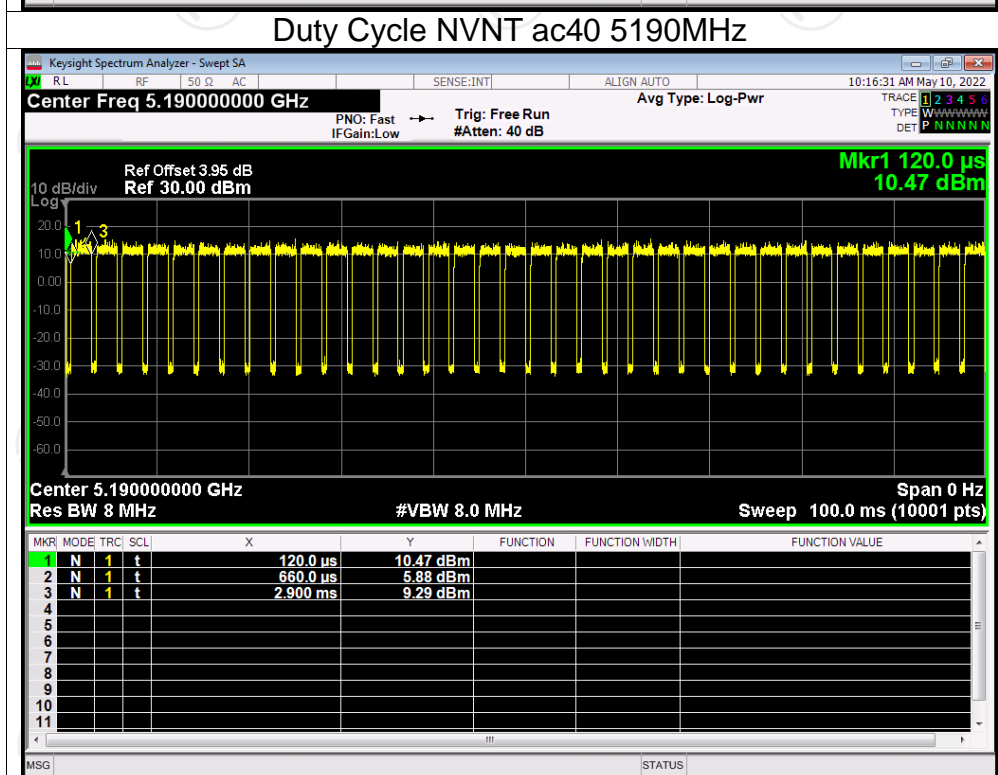 Duty Cycle NVNT ac40 5190MHz
Keysight Spectrum Analyzer - Swept SA
LXI RL RF 50 Ω AC SENSE:INT ALIGN AUTO 10:16:31 AM May 10, 2022
Center Freq 5.190000000 GHz Avg Type: Log-Pwr TRACE 1 2 3 4 5 6
PNO: Fast Trig: Free Run TYPE WWWWWW
IFGain:Low #Atten: 40 dB DET P N N N N N
Mkr1 120.0 µs
Ref Offset 3.95 dB
10 dB/div Ref 30.00 dBm 10.47 dBm
Log
20.0 1 3
10.0
0.00
-10.0
-20.0
-30.0
-40.0
-50.0
-60.0
Center 5.190000000 GHz Span 0 Hz
Res BW 8 MHz #VBW 8.0 MHz Sweep 100.0 ms (10001 pts)
MKR MODE TRC SCL X Y FUNCTION FUNCTION WIDTH FUNCTION VALUE
1 N 1 t 120.0 µs 10.47 dBm
2 N 1 t 660.0 µs 5.88 dBm
3 N 1 t 2.900 ms 9.29 dBm
4
5
6
7
8
9
10
11
MSG STATUS